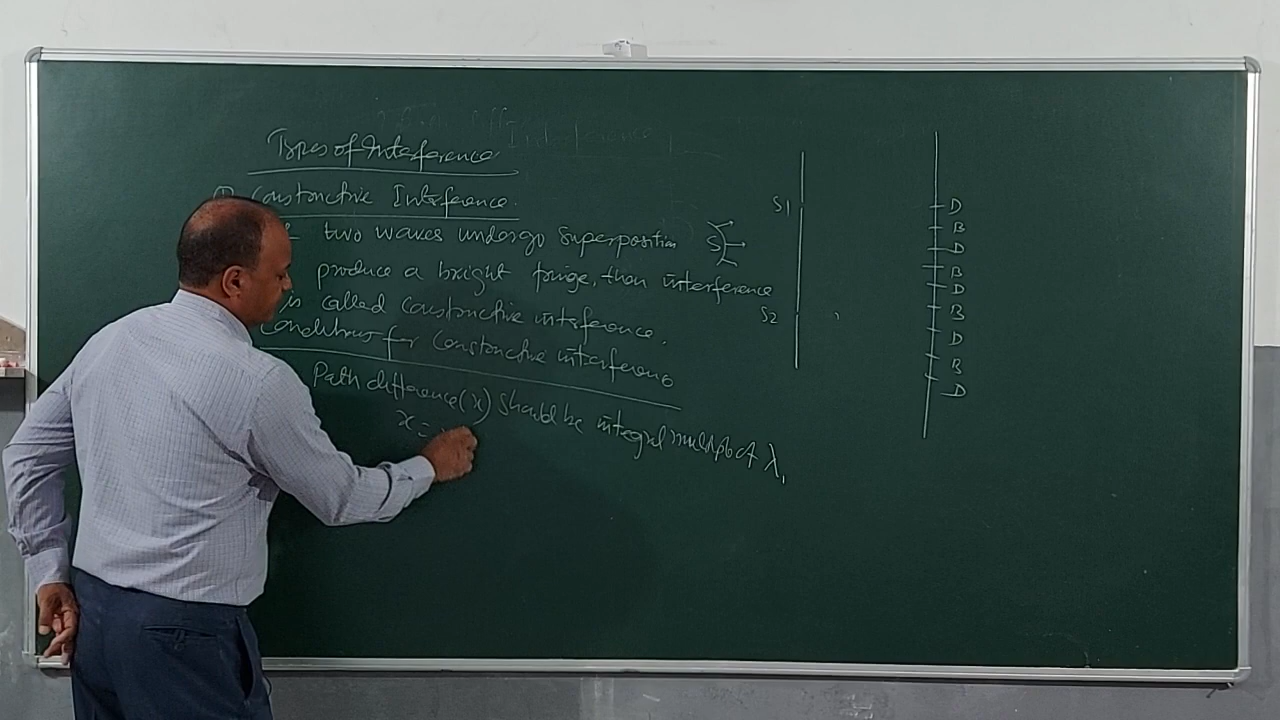 Types of Interference
Constructive Interference.
two waves undergo superposition
produce a bright fringe, then interference
is called constructive interference.
Conditions for Constructive interference
Path difference (x) should be integral multiple of λ,
x =
S
S1
S2
D
B
D
B
D
B
D
B
D